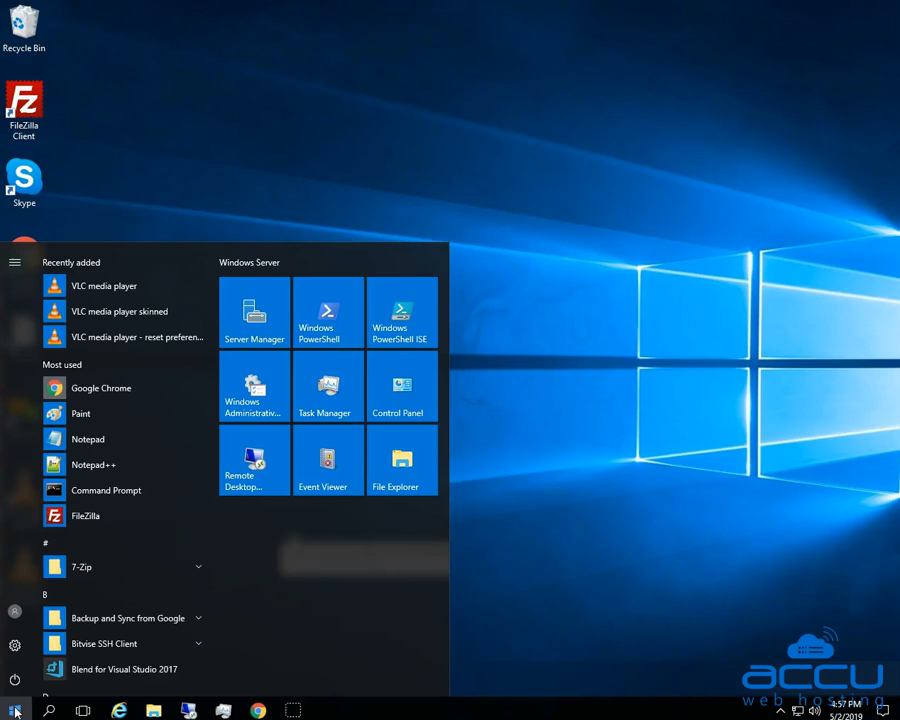 Recycle Bin
Fz
FileZilla
Client
S
Skype
Recently added
VLC media player
VLC media player skinned
VLC media player - reset preferen...
Most used
Google Chrome
Paint
Notepad
Notepad++
Command Prompt
Fz
FileZilla
#
7-Zip
B
Backup and Sync from Google
Bitvise SSH Client
Blend for Visual Studio 2017
Windows Server
Server Manager
Windows
PowerShell
Windows
PowerShell ISE
Windows
Administrativ...
Task Manager
Control Panel
Remote
Desktop...
Event Viewer
File Explorer
accu
web hosting
4:57 PM
5/2/2019